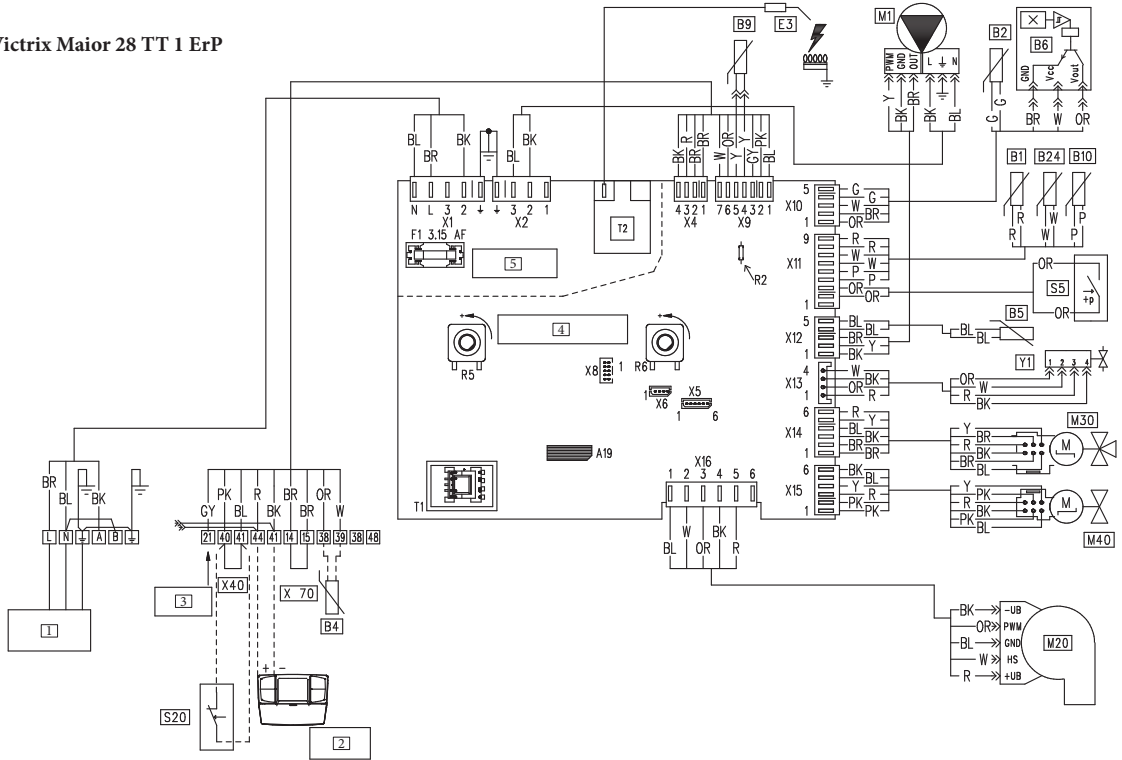 Victrix Maior 28 TT 1 ErP
B9
E3
M1
B2
B6
PWM
GND
OUT
L
N
GND
Vcc
Vout
Y
BK
BR
BK
BL
G
G
BR
W
OR
BL
BR
BK
BL
BK
BK
R
BR
BR
W
OR
Y
Y
GY
PK
BL
B1
B24
B10
R
R
W
W
P
P
N L 3 2
X1
3 2 1
X2
T2
4 3 2 1
X4
7 6 5 4 3 2 1
X9
F1 3.15 AF
5
R2
5
X10
1
G
G
W
BR
OR
9
X11
1
R
R
W
W
P
P
OR
OR
OR
S5
+p
OR
4
+
R5
+
R6
X8
1
X6
1
X5
1 6
5
X12
1
BL
BL
BR
Y
BK
B5
BL
BL
4
X13
1
W
BK
OR
R
Y1
1 2 3 4
OR
W
R
BK
A19
6
X14
1
R
Y
BL
BK
BR
BR
M30
Y
BR
R
BK
BR
BL
M
T1
X16
1 2 3 4 5 6
6
X15
1
BK
BL
Y
R
PK
PK
Y
PK
R
BK
PK
BL
M
M40
BL
W
OR
BK
R
BR
BL
BK
L N A B
1
PK
R
BR
OR
GY
BL
BK
BR
W
21 40 41 44 41 14 15 38 39 38 48
X40
X 70
3
B4
+ -
S20
2
BK
-UB
OR
PWM
BL
GND
W
HS
R
+UB
M20